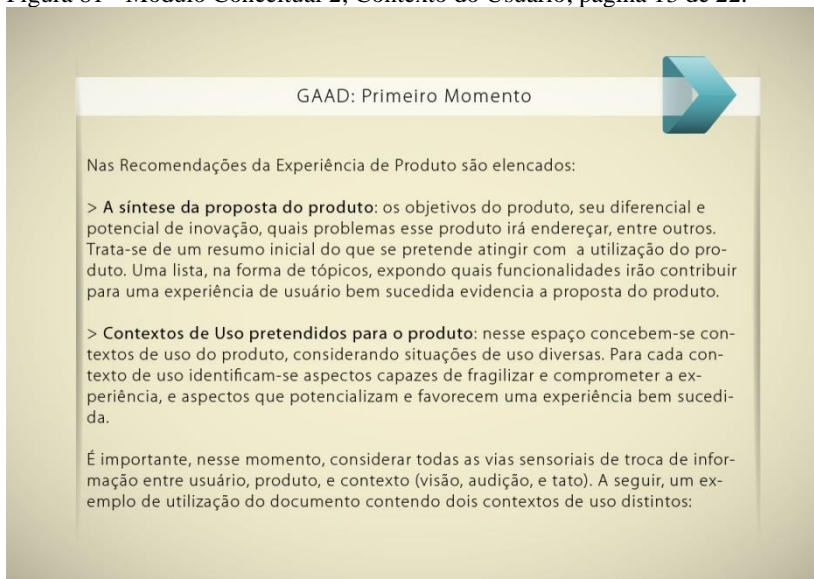 Figura 81 - Módulo Conceitual 2, Contexto do Usuário, página 13 de 22.
GAAD: Primeiro Momento
Nas Recomendações da Experiência de Produto são elencados:
> A síntese da proposta do produto: os objetivos do produto, seu diferencial e
potencial de inovação, quais problemas esse produto irá endereçar, entre outros.
Trata-se de um resumo inicial do que se pretende atingir com a utilização do pro-
duto. Uma lista, na forma de tópicos, expondo quais funcionalidades irão contribuir
para uma experiência de usuário bem sucedida evidencia a proposta do produto.
> Contextos de Uso pretendidos para o produto: nesse espaço concebem-se con-
textos de uso do produto, considerando situações de uso diversas. Para cada con-
texto de uso identificam-se aspectos capazes de fragilizar e comprometer a ex-
periência, e aspectos que potencializam e favorecem uma experiência bem sucedi-
da.
É importante, nesse momento, considerar todas as vias sensoriais de troca de infor-
mação entre usuário, produto, e contexto (visão, audição, e tato). A seguir, um ex-
emplo de utilização do documento contendo dois contextos de uso distintos: